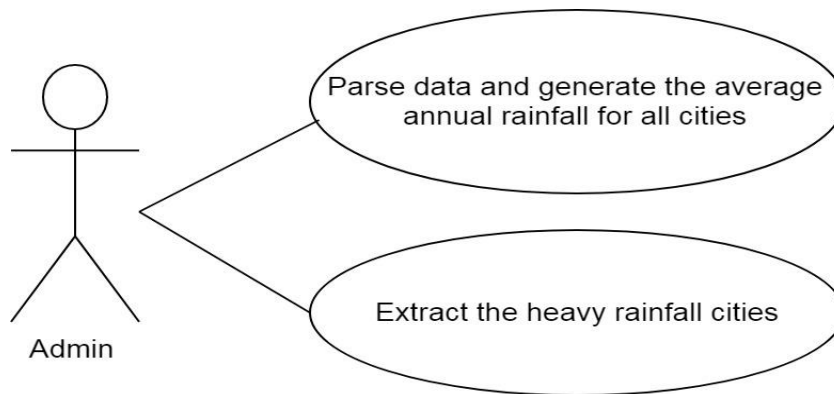 Parse data and generate the average
annual rainfall for all cities
Extract the heavy rainfall cities
Admin